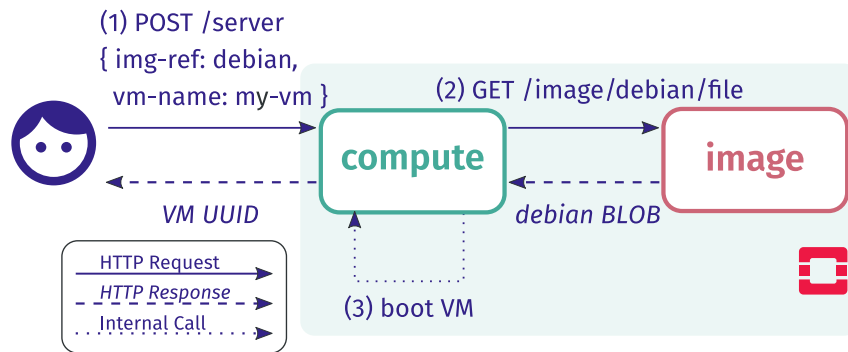 (1) POST /server
{ img-ref: debian,
vm-name: my-vm }
(2) GET /image/debian/file
compute
image
VM UUID
debian BLOB
HTTP Request
HTTP Response
Internal Call
(3) boot VM